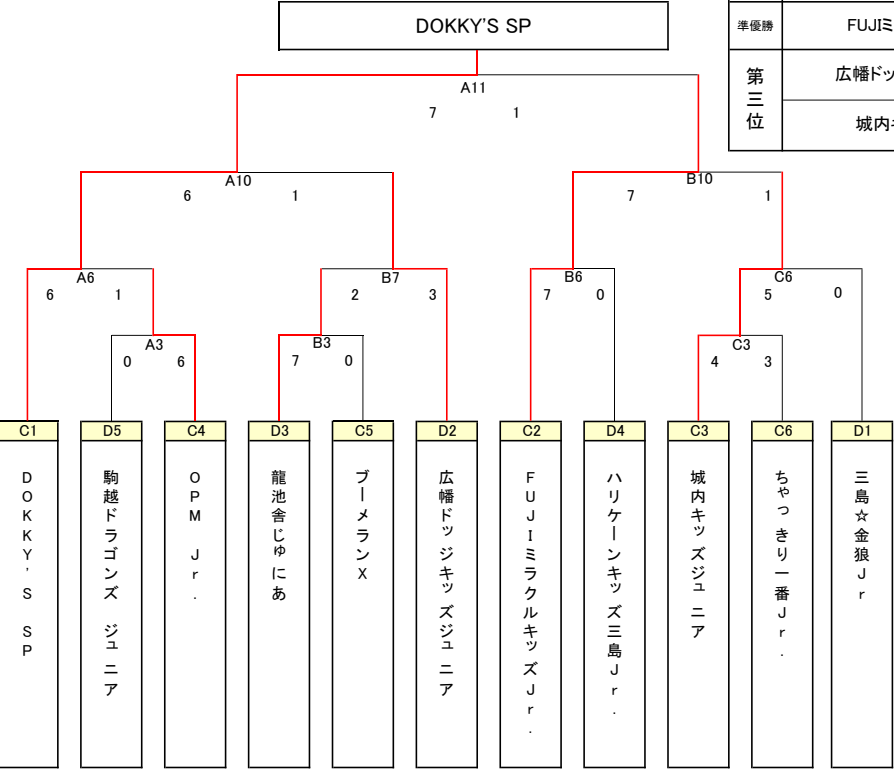 DOKKY'S SP
準優勝 FUJIミ
第三位
広幡ドッ
城内キ
A11
7 1
A10
6 1
B10
7 1
A6
6 1
B7
2 3
B6
7 0
C6
5 0
A3
0 6
B3
7 0
C3
4 3
C1 D5 C4 D3 C5 D2 C2 D4 C3 C6 D1
DOKKY'S SP
駒越ドラゴンズ ジュニア
OPM Jr.
龍池舎じゅにあ
ブーメランX
広幡ドッジキッズジュニア
FUJIミラクルキッズJr.
ハリケーンキッズ三島Jr.
城内キッズジュニア
ちゃっきり一番Jr.
三島☆金狼Jr